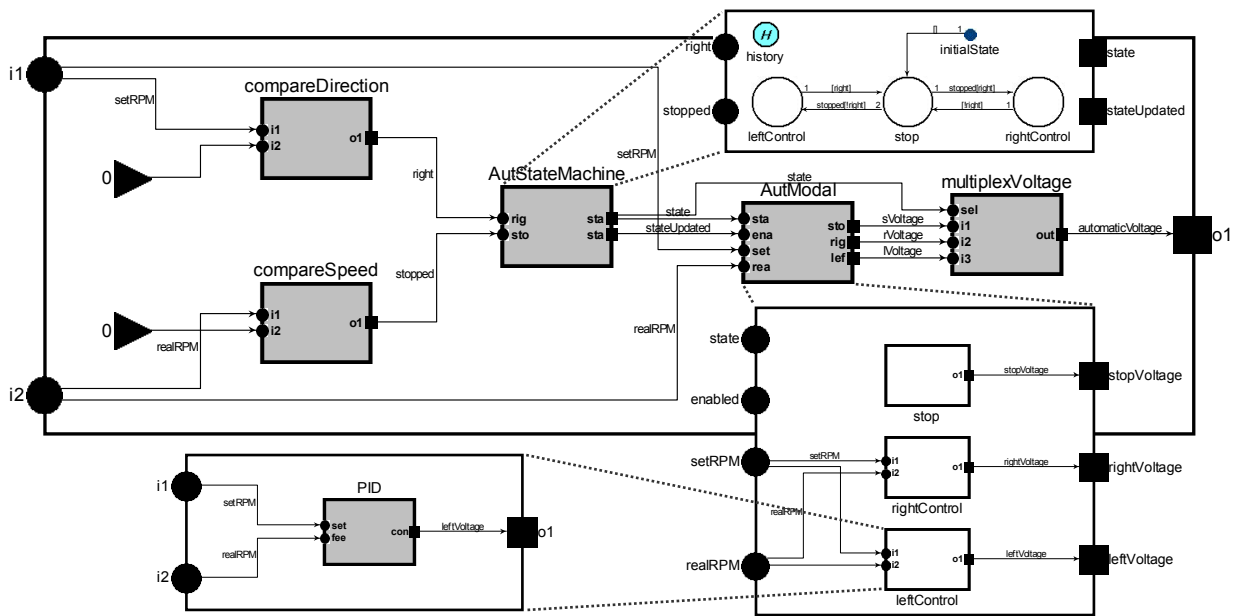 right
H
history
[]
1
initialState
state
i1
compareDirection
1
[right]
1
stopped[right]
setRPM
stopped
stopped[!right]
2
[!right]
1
stateUpdated
i1
o1
leftControl
stop
rightControl
i2
setRPM
0
right
AutStateMachine
state
AutModal
multiplexVoltage
rig
sta
state
sta
sel
sto
sta
stateUpdated
ena
sto
sVoltage
i1
set
rig
rVoltage
i2
out
automaticVoltage
o1
compareSpeed
stopped
rea
lef
lVoltage
i3
i1
o1
0
i2
realRPM
realRPM
state
o1
stopVoltage
stopVoltage
i2
enabled
stop
setRPM
setRPM
i1
o1
rightVoltage
rightVoltage
i2
i1
PID
rightControl
setRPM
realRPM
set
fee
con
leftVoltage
o1
i1
o1
leftVoltage
leftVoltage
realRPM
realRPM
i2
i2
leftControl